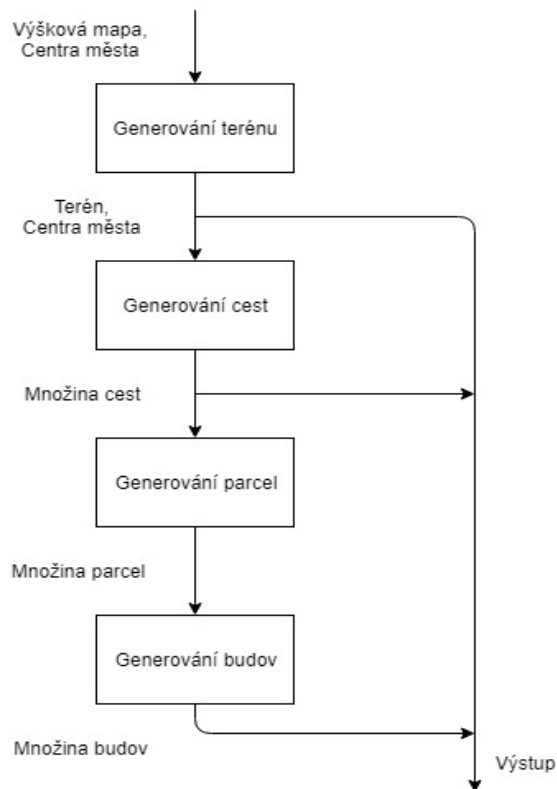 Výšková mapa,
Centra města
Generování terénu
Terén,
Centra města
Generování cest
Množina cest
Generování parcel
Množina parcel
Generování budov
Množina budov
Výstup